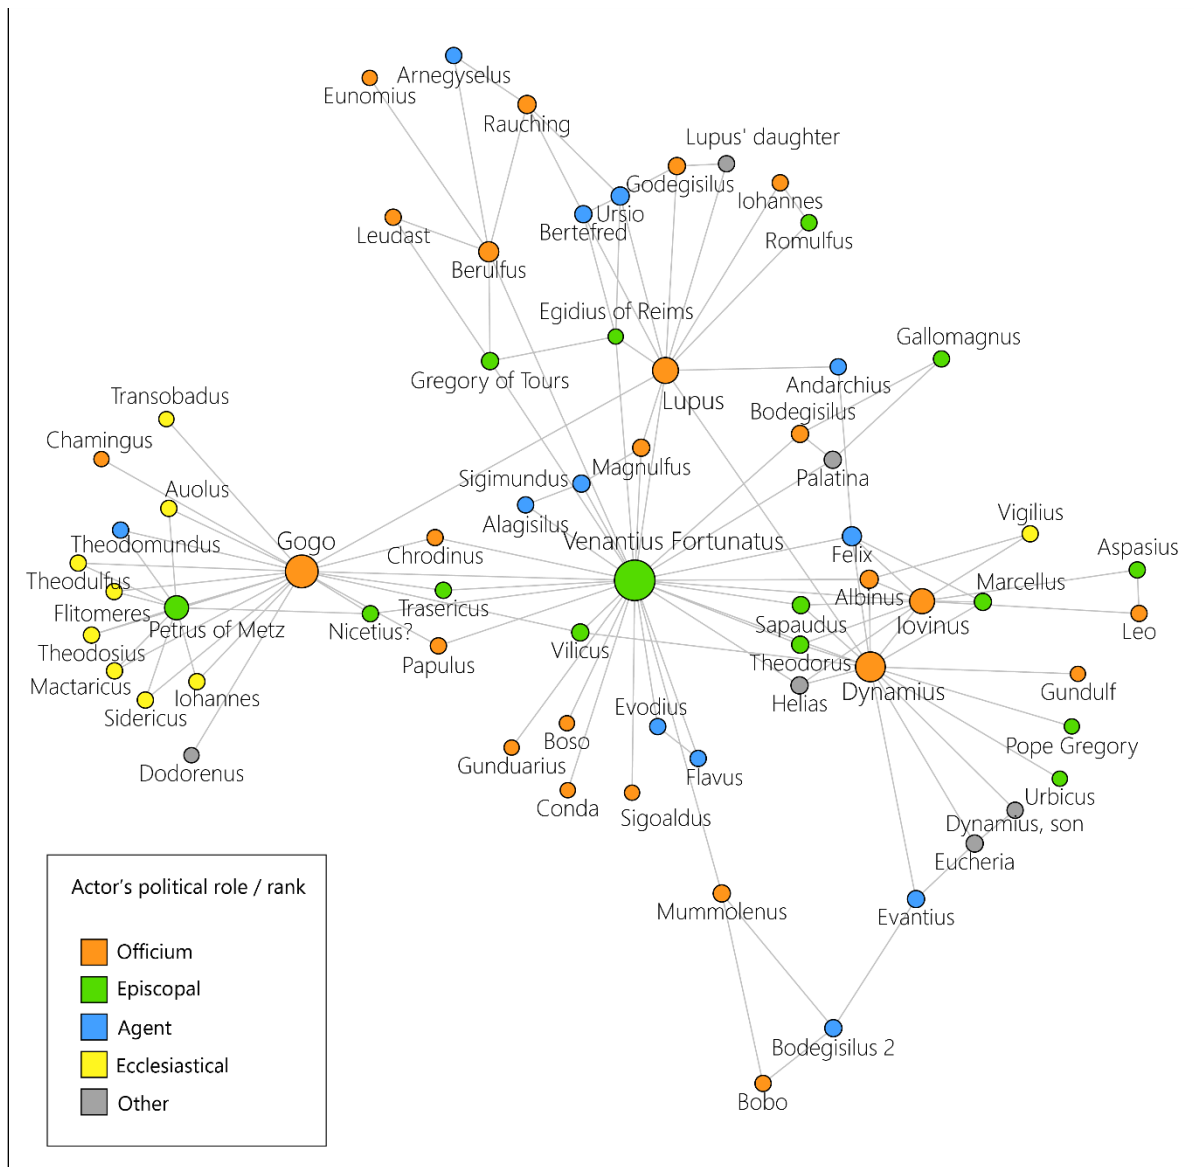 Arnegyselus
Eunomius
Rauching
Lupus' daughter
Godegisilus
Iohannes
Ursio
Bertefred
Leudast
Romulfus
Berulfus
Egidius of Reims
Gallomagnus
Gregory of Tours
Andarchius
Transobadus
Lupus
Bodegisilus
Chamingus
Magnulfus
Sigimundus
Palatina
Auolus
Alagisilus
Vigilius
Gogo
Venantius Fortunatus
Theodomundus
Chrodinus
Felix
Aspasius
Theodulfus
Marcellus
Albinus
Trasericus
Flitomeres
Petrus of Metz
Nicetius?
Sapaudus
Iovinus
Leo
Theodosius
Vilicus
Papulus
Theodorus
Mactaricus
Iohannes
Dynamius
Gundulf
Sidericus
Helias
Evodius
Boso
Pope Gregory
Gunduarius
Dodorenus
Flavus
Urbicus
Conda
Sigoaldus
Dynamius, son
Eucheria
Mummolenus
Evantius
Actor's political role / rank
Officium
Episcopal
Agent
Ecclesiastical
Other
Bodegisilus 2
Bobo